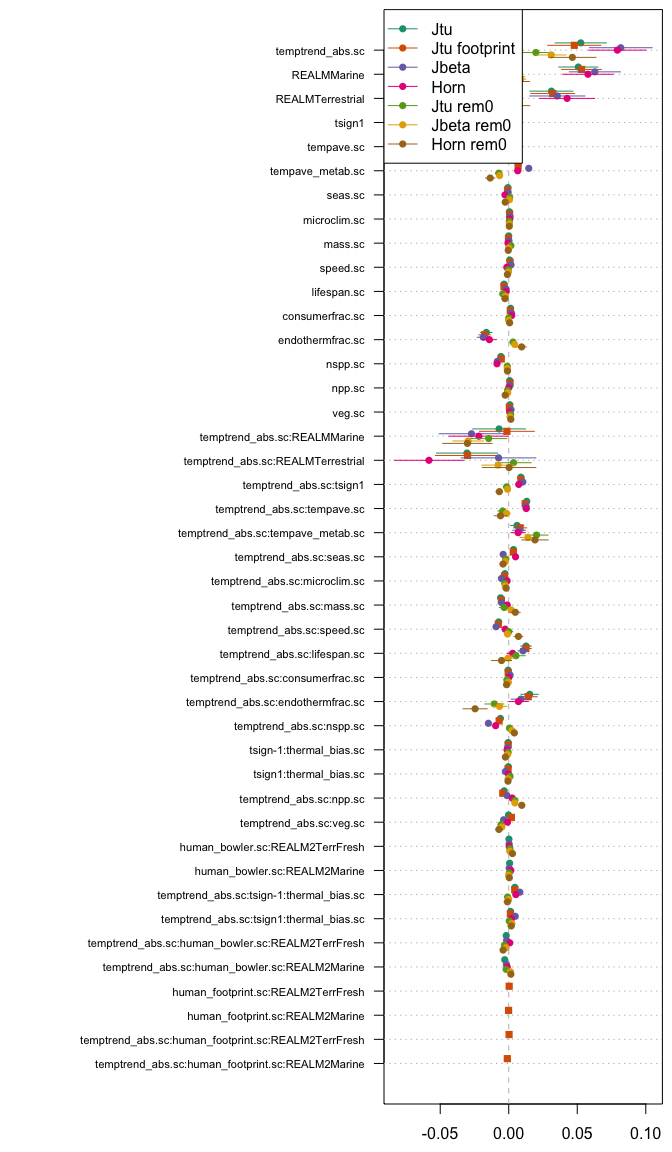 Jtu
Jtu footprint
Jbeta
Horn
Jtu rem0
Jbeta rem0
Horn rem0
temptrend_abs.sc
REALMMarine
REALMTerrestrial
tsign1
tempave.sc
tempave_metab.sc
seas.sc
microclim.sc
mass.sc
speed.sc
lifespan.sc
consumerfrac.sc
endothermfrac.sc
nspp.sc
npp.sc
veg.sc
temptrend_abs.sc:REALMMarine
temptrend_abs.sc:REALMTerrestrial
temptrend_abs.sc:tsign1
temptrend_abs.sc:tempave.sc
temptrend_abs.sc:tempave_metab.sc
temptrend_abs.sc:seas.sc
temptrend_abs.sc:microclim.sc
temptrend_abs.sc:mass.sc
temptrend_abs.sc:speed.sc
temptrend_abs.sc:lifespan.sc
temptrend_abs.sc:consumerfrac.sc
temptrend_abs.sc:endothermfrac.sc
temptrend_abs.sc:nspp.sc
tsign-1:thermal_bias.sc
tsign1:thermal_bias.sc
temptrend_abs.sc:npp.sc
temptrend_abs.sc:veg.sc
human_bowler.sc:REALM2TerrFresh
human_bowler.sc:REALM2Marine
temptrend_abs.sc:tsign-1:thermal_bias.sc
temptrend_abs.sc:tsign1:thermal_bias.sc
temptrend_abs.sc:human_bowler.sc:REALM2TerrFresh
temptrend_abs.sc:human_bowler.sc:REALM2Marine
human_footprint.sc:REALM2TerrFresh
human_footprint.sc:REALM2Marine
temptrend_abs.sc:human_footprint.sc:REALM2TerrFresh
temptrend_abs.sc:human_footprint.sc:REALM2Marine
-0.05 0.00 0.05 0.10